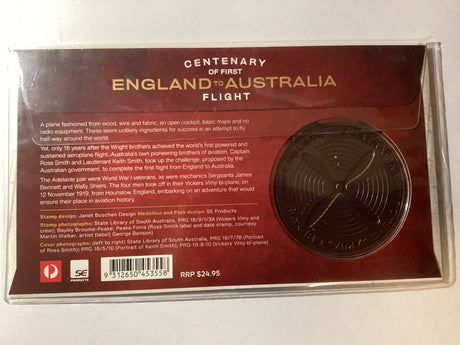 CENTENARY
OF FIRST
ENGLAND TO AUSTRALIA
FLIGHT
A plane fashioned from wood, wire and fabric, an open cockpit, basic maps and no
radio equipment: These seem unlikely ingredients for success in an attempt to fly
half-way around the world.
Yet, only 16 years after the Wright brothers achieved the world's first powered and
sustained aeroplane flight, Australia's own pioneering brothers of aviation, Captain
Ross Smith and Lieutenant Keith Smith, took up the challenge, proposed by the
Australian government, to complete the first flight from England to Australia.
The Adelaide pair were World War I veterans, as were mechanics Sergeants James
Bennett and Wally Shiers. The four men took off in their Vickers Vimy bi-plane, on
12 November 1919, from Hounslow, England, embarking on an adventure that would
ensure their place in aviation history.
Stamp design: Janet Boschen Design Medallion and Pack design: SE Products
Stamp photographs: State Library of South Australia, PRG 18/9/1/3A (Vickers Vimy and
crew); Bayley Broome-Peake, Peake Films (Ross Smith label and date stamp, courtesy
Martin Walker, artist (label) George Benson)
Cover photographs: (left to right) State Library of South Australia, PRG 18/7/7B (Portrait
of Ross Smith); PRG 18/5/10 (Portrait of Keith Smith), PRG-18-8-10 (Vickers Vimy bi-plane)
SE
PRODUCTS
9 312650 453558
RRP $24.95